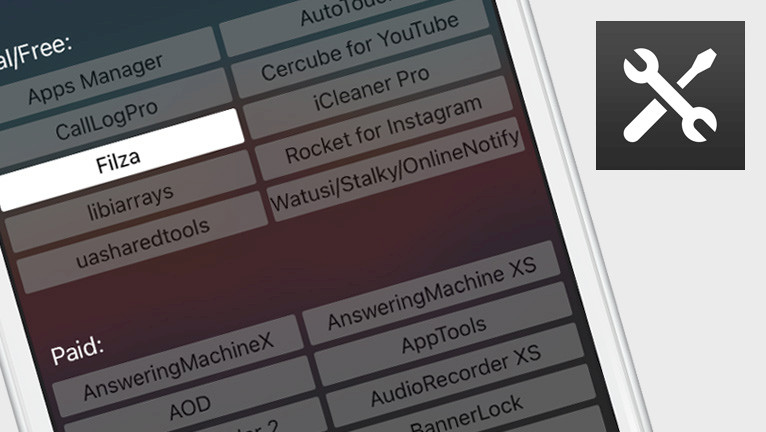 al/Free:
AutoTouch
Apps Manager
Cercube for YouTube
CallLogPro
iCleaner Pro
Filza
Rocket for Instagram
libiarrays
Watusi/Stalky/OnlineNotify
uasharedtools
Paid:
AnsweringMachineX
AnsweringMachine XS
AOD
AppTools
AudioRecorder XS
BannerLock